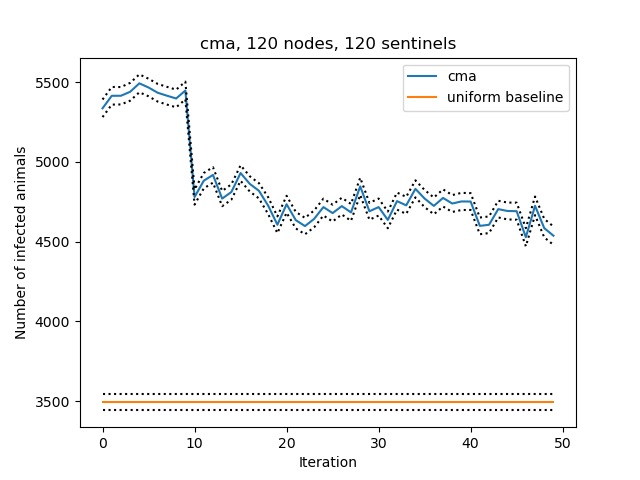 cma, 120 nodes, 120 sentinels
cma
uniform baseline
5500
5000
4500
4000
3500
Number of infected animals
0 10 20 30 40 50
Iteration